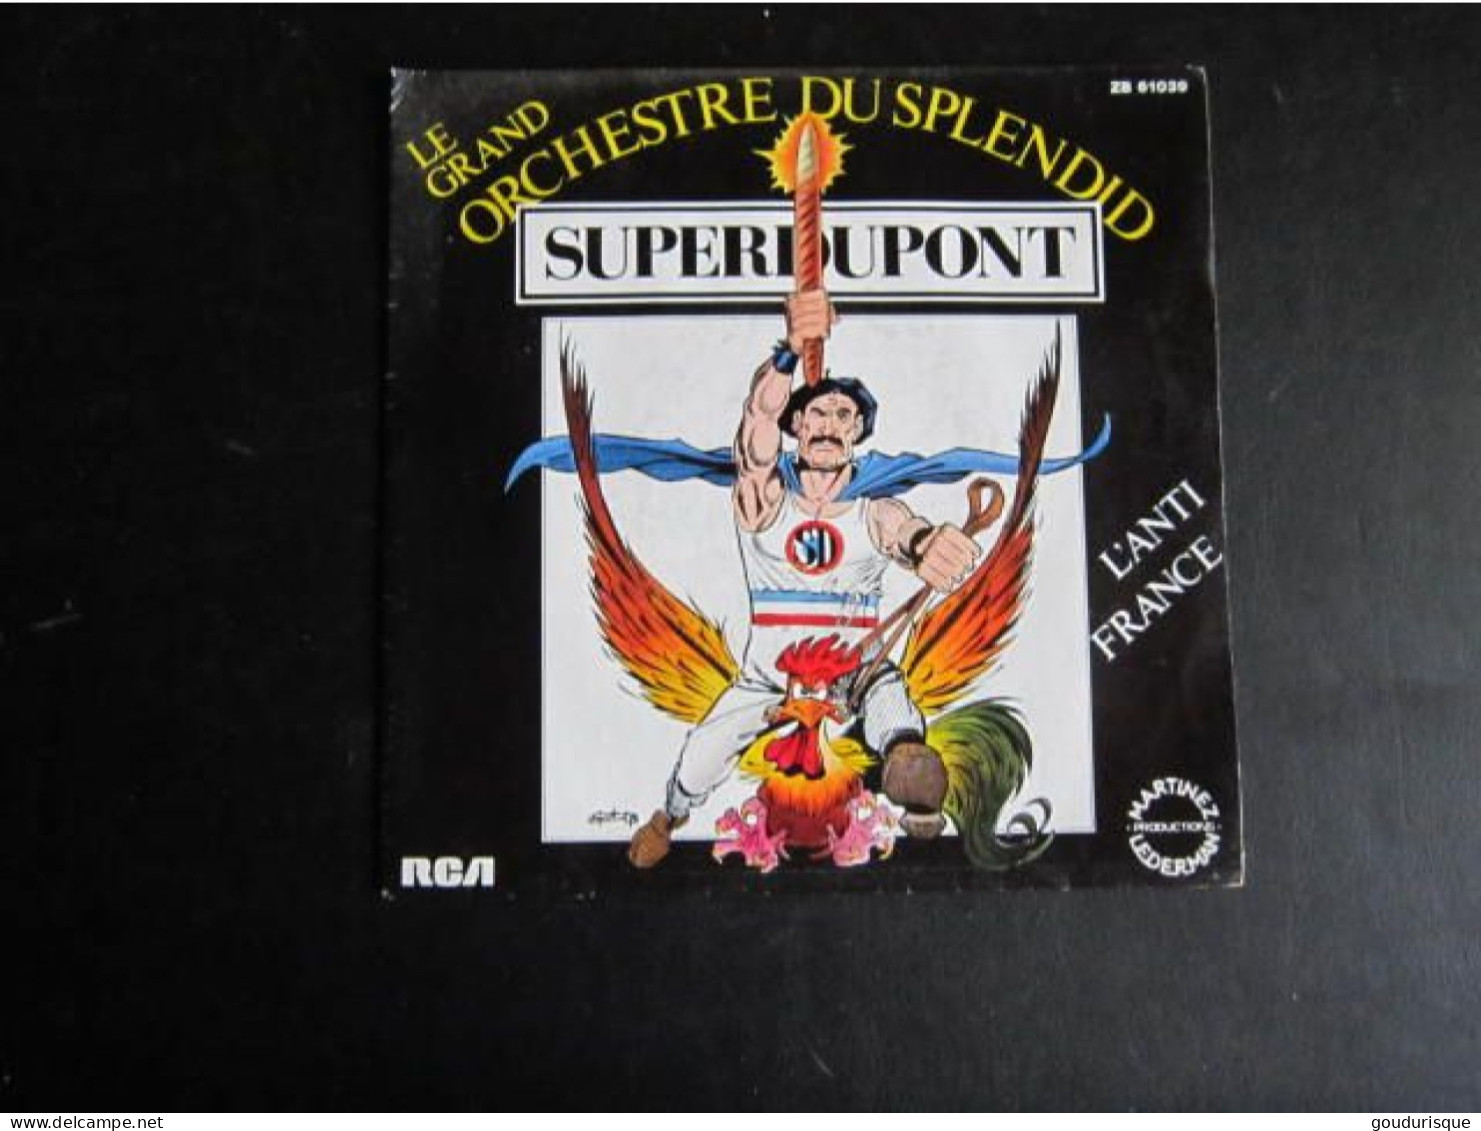 ZB 61039
LE
GRAND
ORCHESTRE DU SPLENDID
SUPERDUPONT
SD
L'ANTI
FRANCE
MARTINEZ
PRODUCTIONS
LEDERMAN
RCA
www.delcampe.net
goudurisque